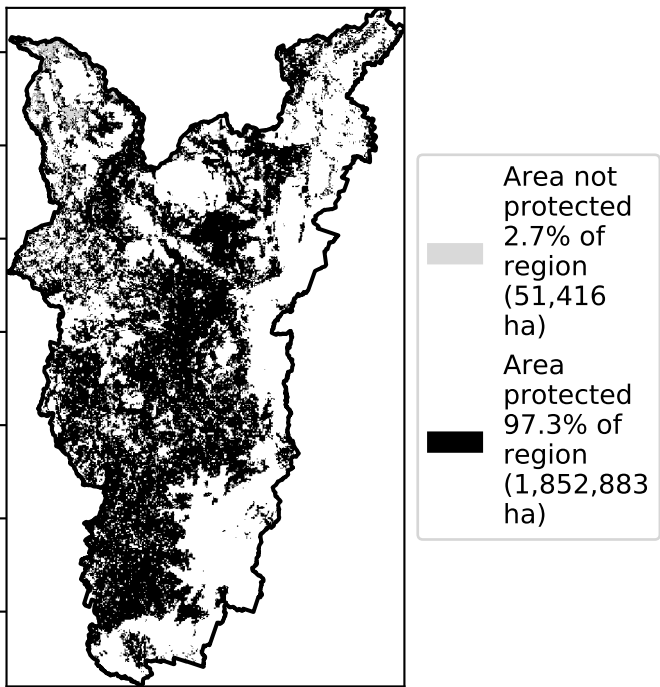 Area not
protected
2.7% of
region
(51,416
ha)
Area
protected
97.3% of
region
(1,852,883
ha)